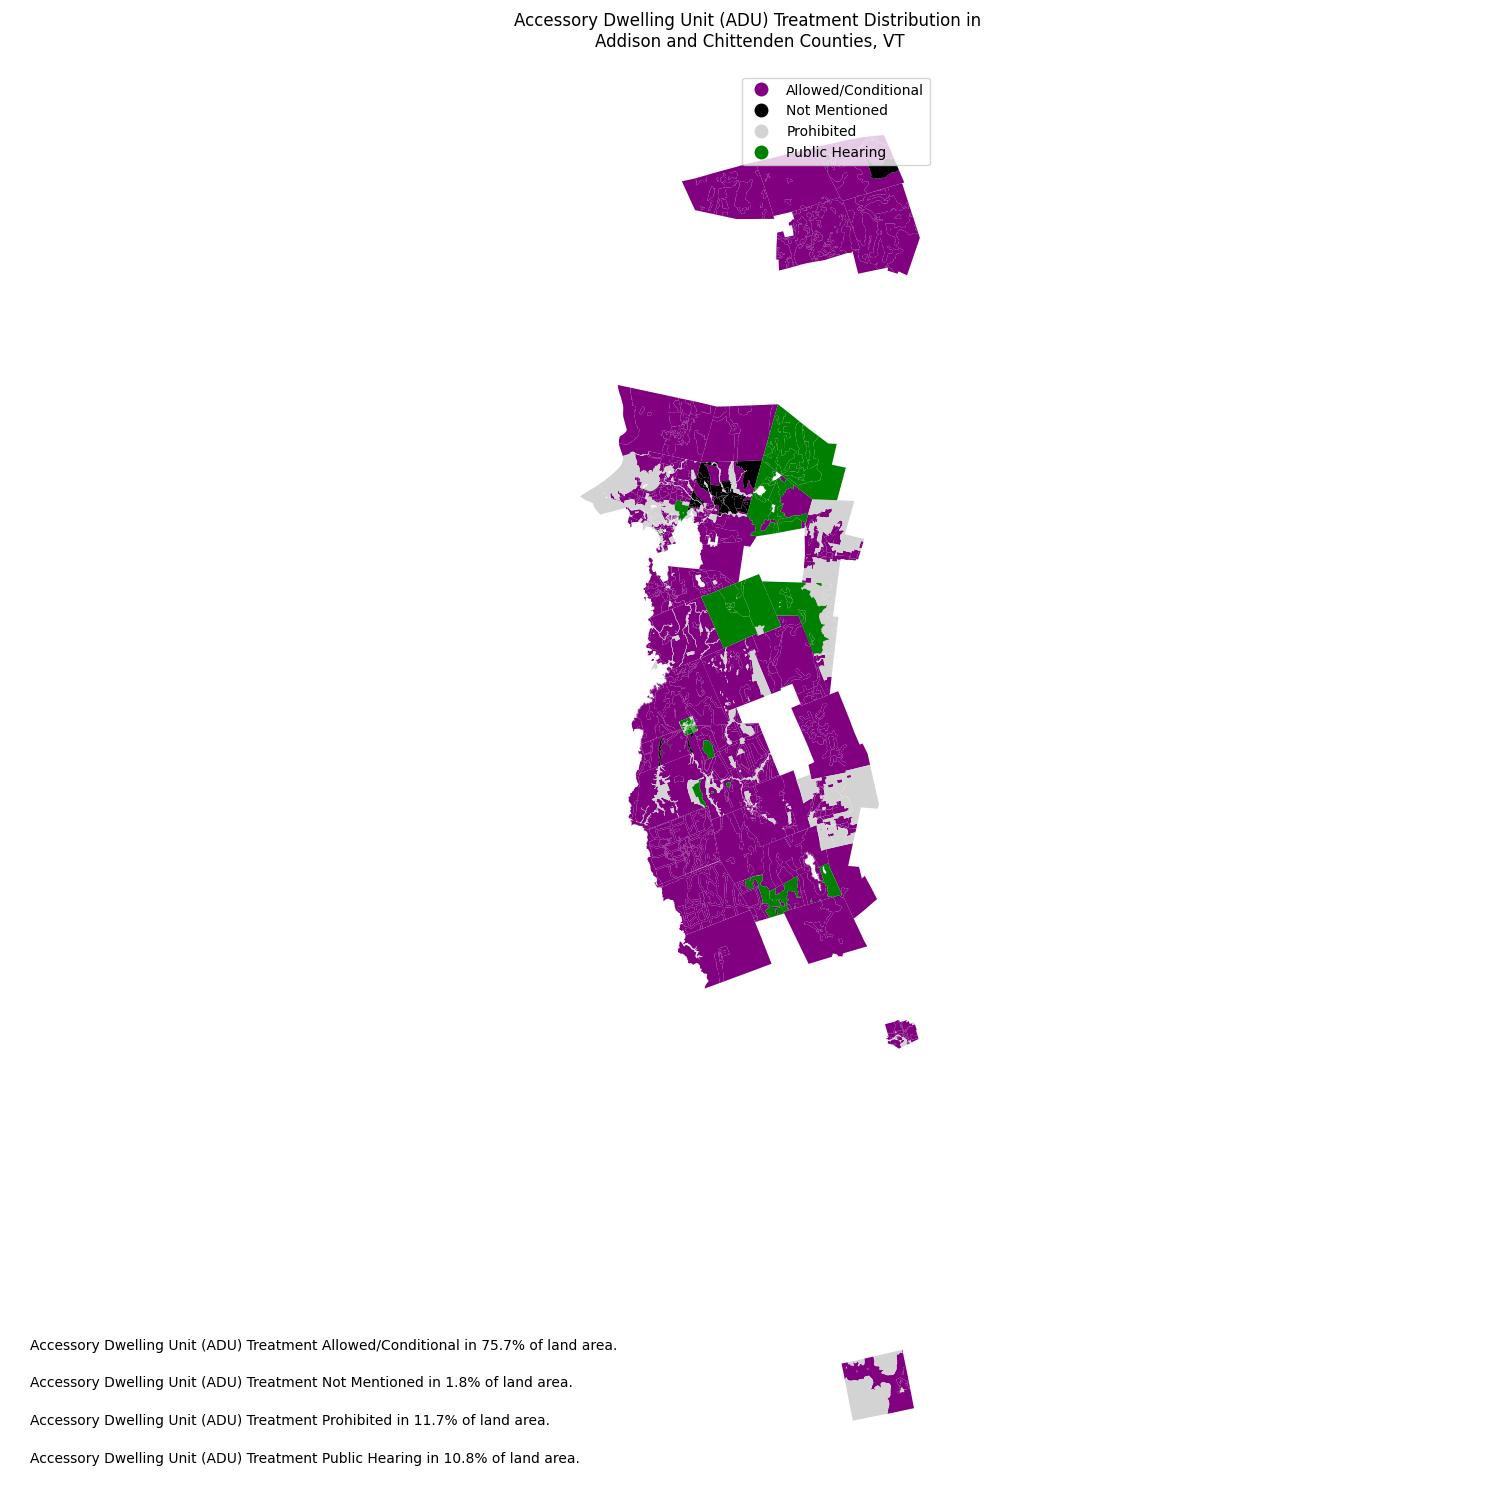 Accessory Dwelling Unit (ADU) Treatment Distribution in
Addison and Chittenden Counties, VT
Allowed/Conditional
Not Mentioned
Prohibited
Public Hearing
Accessory Dwelling Unit (ADU) Treatment Allowed/Conditional in 75.7% of land area.
Accessory Dwelling Unit (ADU) Treatment Not Mentioned in 1.8% of land area.
Accessory Dwelling Unit (ADU) Treatment Prohibited in 11.7% of land area.
Accessory Dwelling Unit (ADU) Treatment Public Hearing in 10.8% of land area.